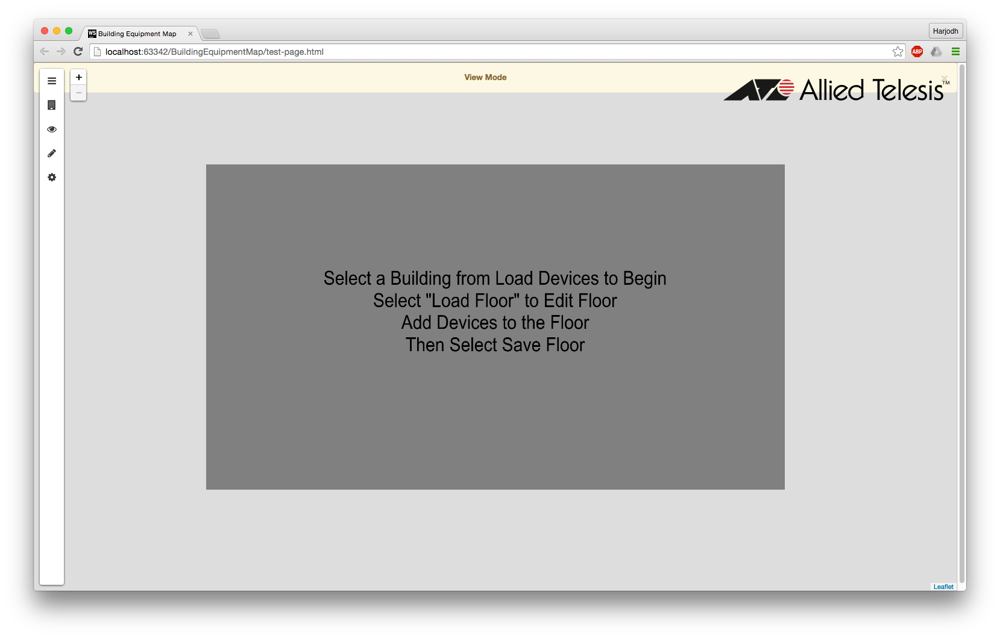 WS Building Equipment Map
Harjodh
localhost:63342/BuildingEquipmentMap/test-page.html
ABP
+
−
View Mode
×
Allied Telesis™
Select a Building from Load Devices to Begin
Select "Load Floor" to Edit Floor
Add Devices to the Floor
Then Select Save Floor
Leaflet